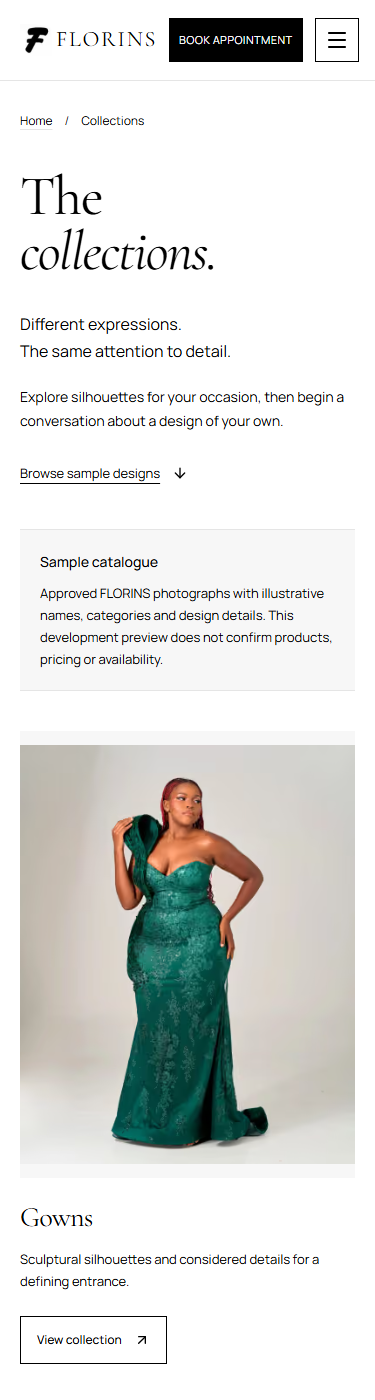 FLORINS
BOOK APPOINTMENT
Home / Collections
The
collections.
Different expressions.
The same attention to detail.
Explore silhouettes for your occasion, then begin a
conversation about a design of your own.
Browse sample designs
Sample catalogue
Approved FLORINS photographs with illustrative
names, categories and design details. This
development preview does not confirm products,
pricing or availability.
Gowns
Sculptural silhouettes and considered details for a
defining entrance.
View collection